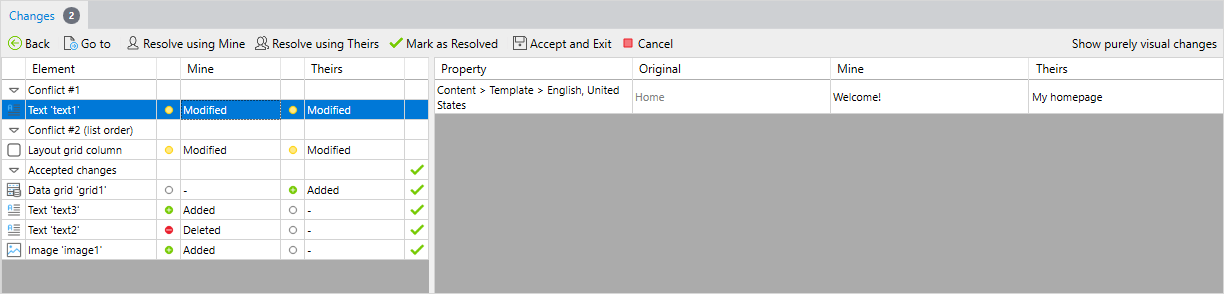 Changes 2
Back Go to Resolve using Mine Resolve using Theirs Mark as Resolved Accept and Exit Cancel Show purely visual changes
Element Mine Theirs
Conflict #1
Text 'text1' Modified Modified
Conflict #2 (list order)
Layout grid column Modified Modified
Accepted changes
Data grid 'grid1' - Added
Text 'text3' Added -
Text 'text2' Deleted -
Image 'image1' Added -
Property Original Mine Theirs
Content > Template > English, United
States
Home Welcome! My homepage